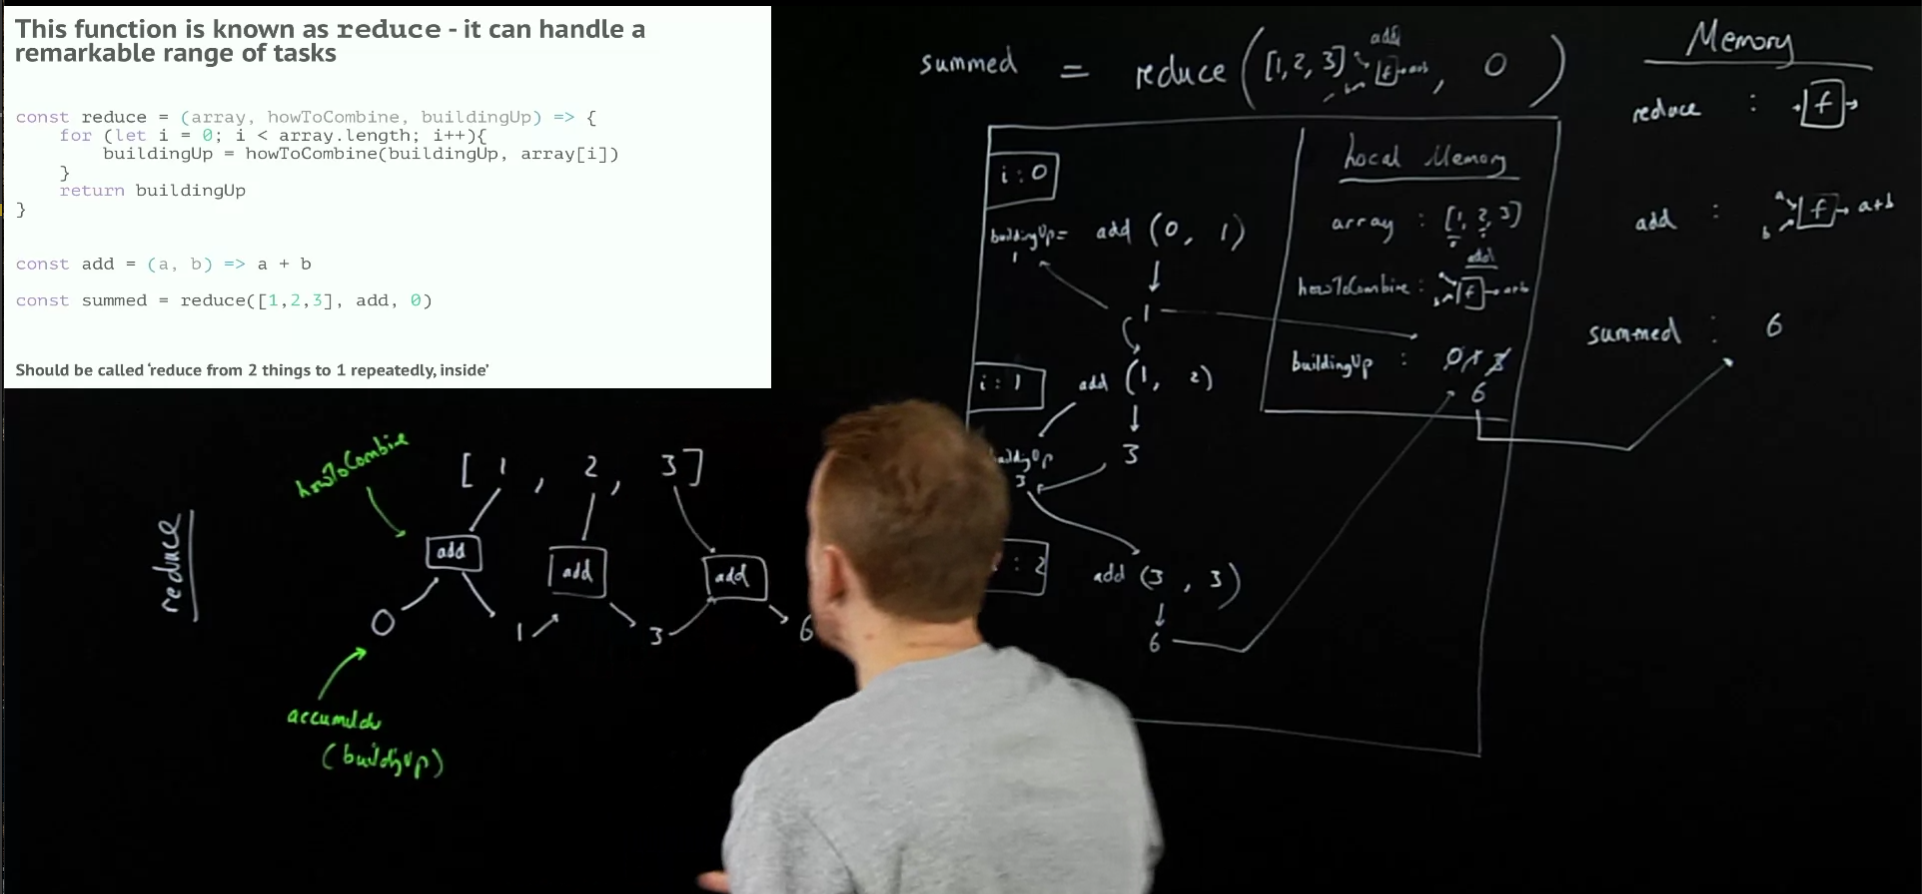 This function is known as reduce - it can handle a
remarkable range of tasks
const reduce = (array, howToCombine, buildingUp) => {
    for (let i = 0; i < array.length; i++){
        buildingUp = howToCombine(buildingUp, array[i])
    }
    return buildingUp
}
const add = (a, b) => a + b
const summed = reduce([1,2,3], add, 0)
Should be called 'reduce from 2 things to 1 repeatedly, inside'
add
summed = reduce ([1, 2, 3] f a+b, 0)
Memory
reduce : f
add : a b f a+b
summed : 6
Local Memory
array : [1, 2, 3]
add
howToCombine : f a+b
buildingUp : 0 1 3
6
i : 0
buildingUp = add (0, 1)
1
1
i : 1
add (1, 2)
buildingUp
3
3
: 2
add (3, 3)
6
reduce
howToCombine
[1, 2, 3]
add add add
0 1 3 6
(buildingUp)